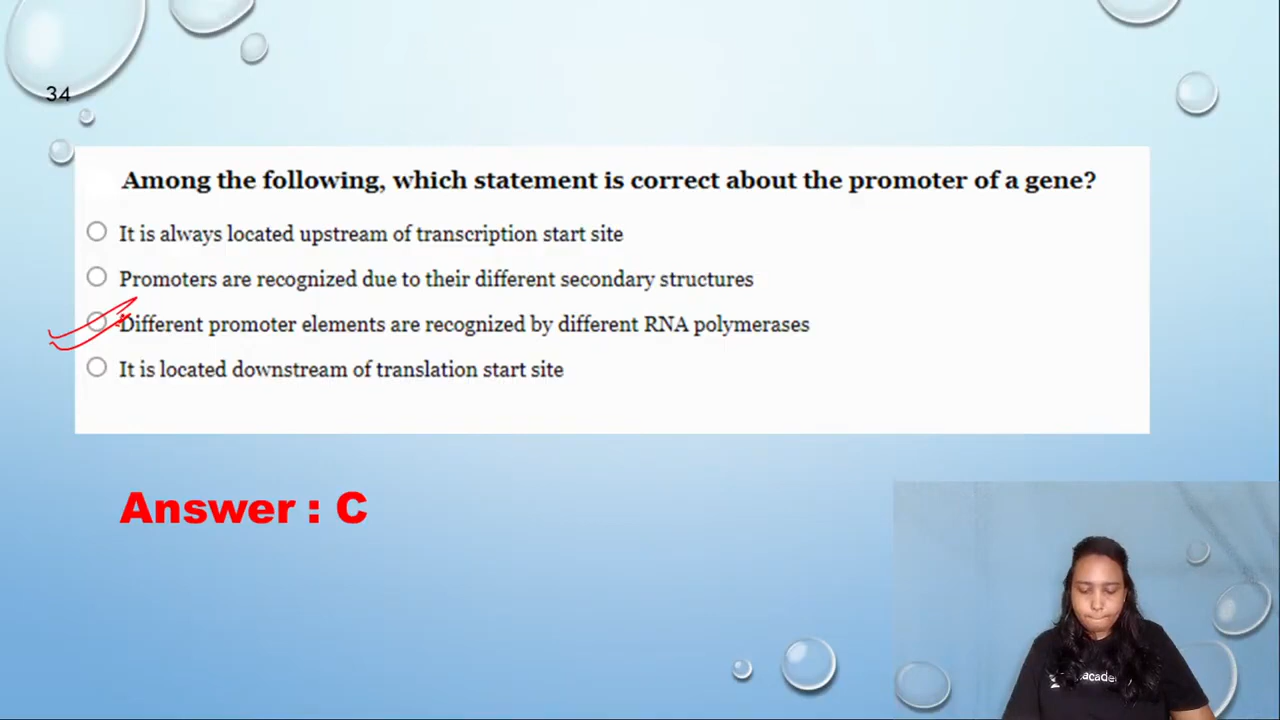 34
Among the following, which statement is correct about the promoter of a gene?
It is always located upstream of transcription start site
Promoters are recognized due to their different secondary structures
Different promoter elements are recognized by different RNA polymerases
It is located downstream of translation start site
Answer : C